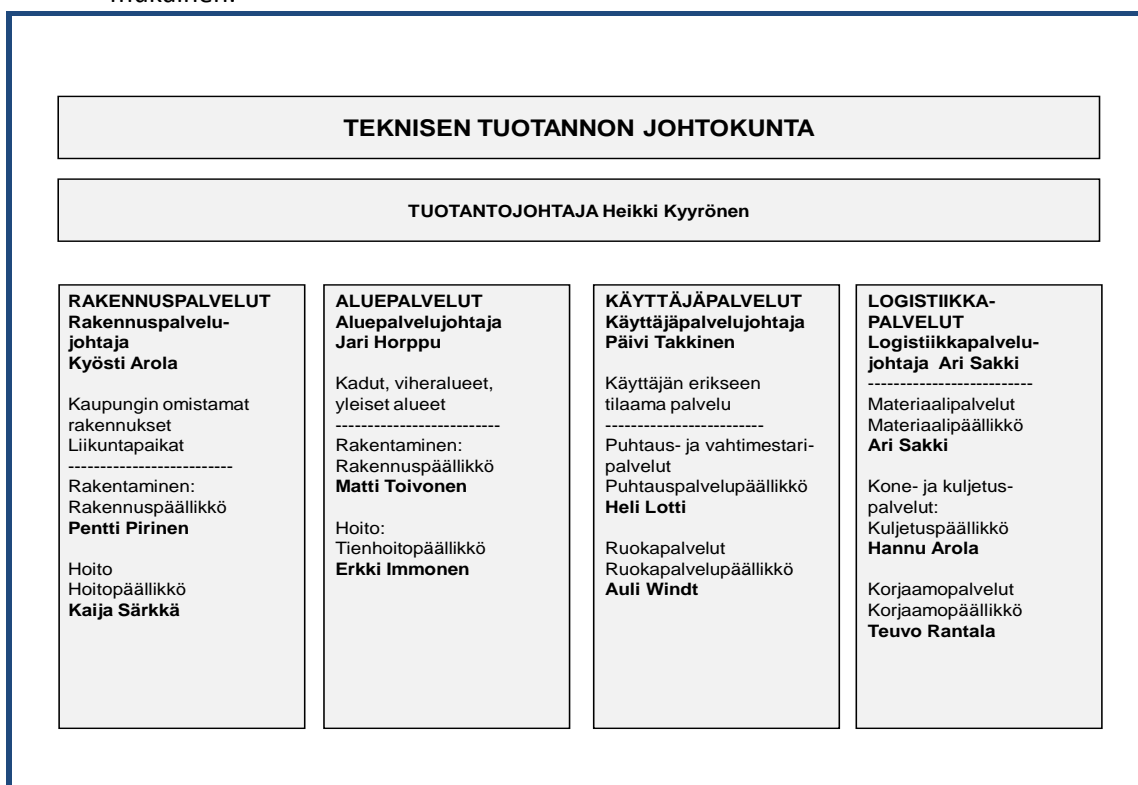 mukainen.
TEKNISEN TUOTANNON JOHTOKUNTA
TUOTANTOJOHTAJA Heikki Kyyrönen
RAKENNUSPALVELUT
Rakennuspalvelu-
johtaja
Kyösti Arola
Kaupungin omistamat
rakennukset
Liikuntapaikat
--------------------------
Rakentaminen:
Rakennuspäällikkö
Pentti Pirinen
Hoito
Hoitopäällikkö
Kaija Särkkä
ALUEPALVELUT
Aluepalvelujohtaja
Jari Horppu
Kadut, viheralueet,
yleiset alueet
--------------------------
Rakentaminen:
Rakennuspäällikkö
Matti Toivonen
Hoito:
Tienhoitopäällikkö
Erkki Immonen
KÄYTTÄJÄPALVELUT
Käyttäjäpalvelujohtaja
Päivi Takkinen
Käyttäjän erikseen
tilaama palvelu
-------------------------
Puhtaus- ja vahtimestari-
palvelut
Puhtauspalvelupäällikkö
Heli Lotti
Ruokapalvelut
Ruokapalvelupäällikkö
Auli Windt
LOGISTIIKKA-
PALVELUT
Logistiikkapalvelu-
johtaja Ari Sakki
--------------------------
Materiaalipalvelut
Materiaalipäällikkö
Ari Sakki
Kone- ja kuljetus-
palvelut:
Kuljetuspäällikkö
Hannu Arola
Korjaamopalvelut
Korjaamopäällikkö
Teuvo Rantala